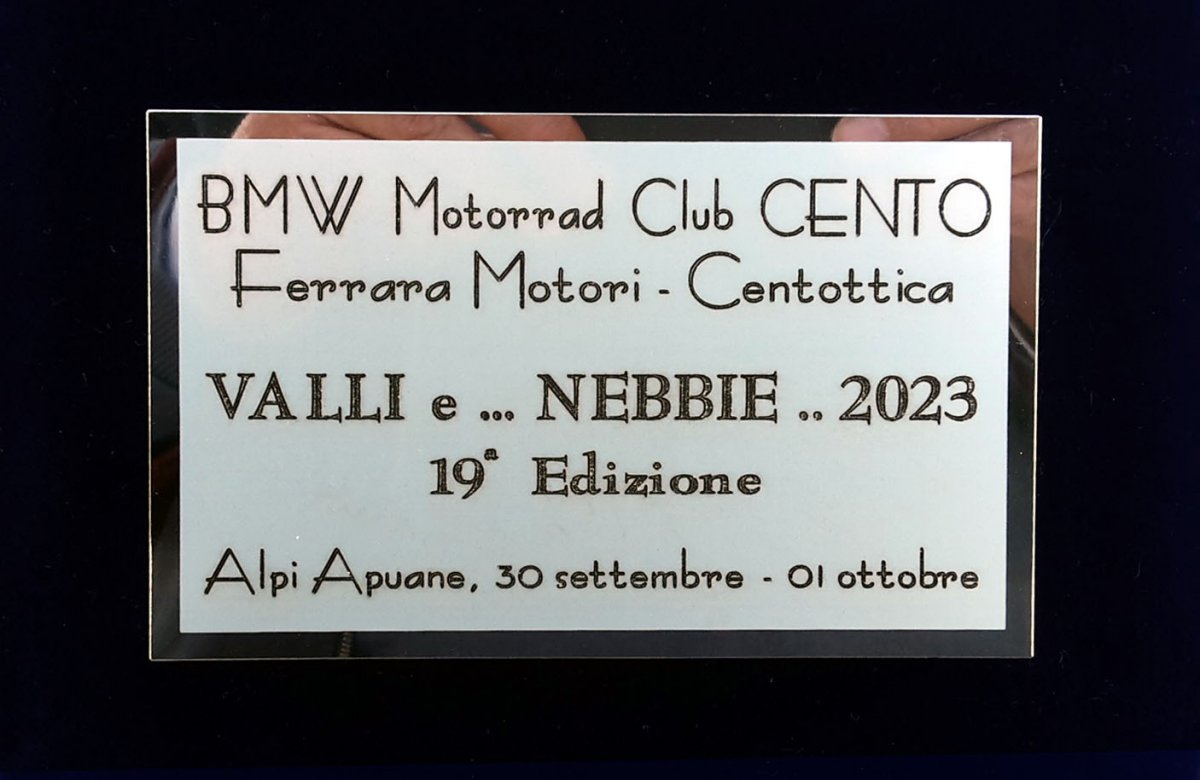 BMW Motorrad Club CENTO
Ferrara Motori - Centottica
VALLI e ... NEBBIE .. 2023
19ª Edizione
Alpi Apuane, 30 settembre - 01 ottobre